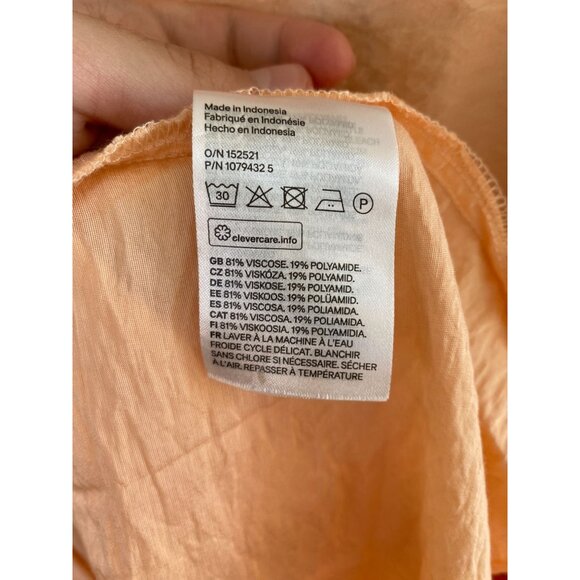 Made in Indonesia
Fabriqué en Indonésie
Hecho en Indonesia
O/N 152521
P/N 1079432 5
30 P
clevercare.info
GB 81% VISCOSE. 19% POLYAMIDE.
CZ 81% VISKÓZA. 19% POLYAMID.
DE 81% VISKOSE. 19% POLYAMID.
EE 81% VISKOOS. 19% POLÜAMIID.
ES 81% VISCOSA. 19% POLIAMIDA.
CAT 81% VISCOSA. 19% POLIAMIDA.
FI 81% VISKOOSIA. 19% POLYAMIDIA.
FR LAVER À LA MACHINE À L'EAU
FROIDE CYCLE DÉLICAT. BLANCHIR
SANS CHLORE SI NÉCESSAIRE. SÉCHER
À L'AIR. REPASSER À TEMPÉRATURE